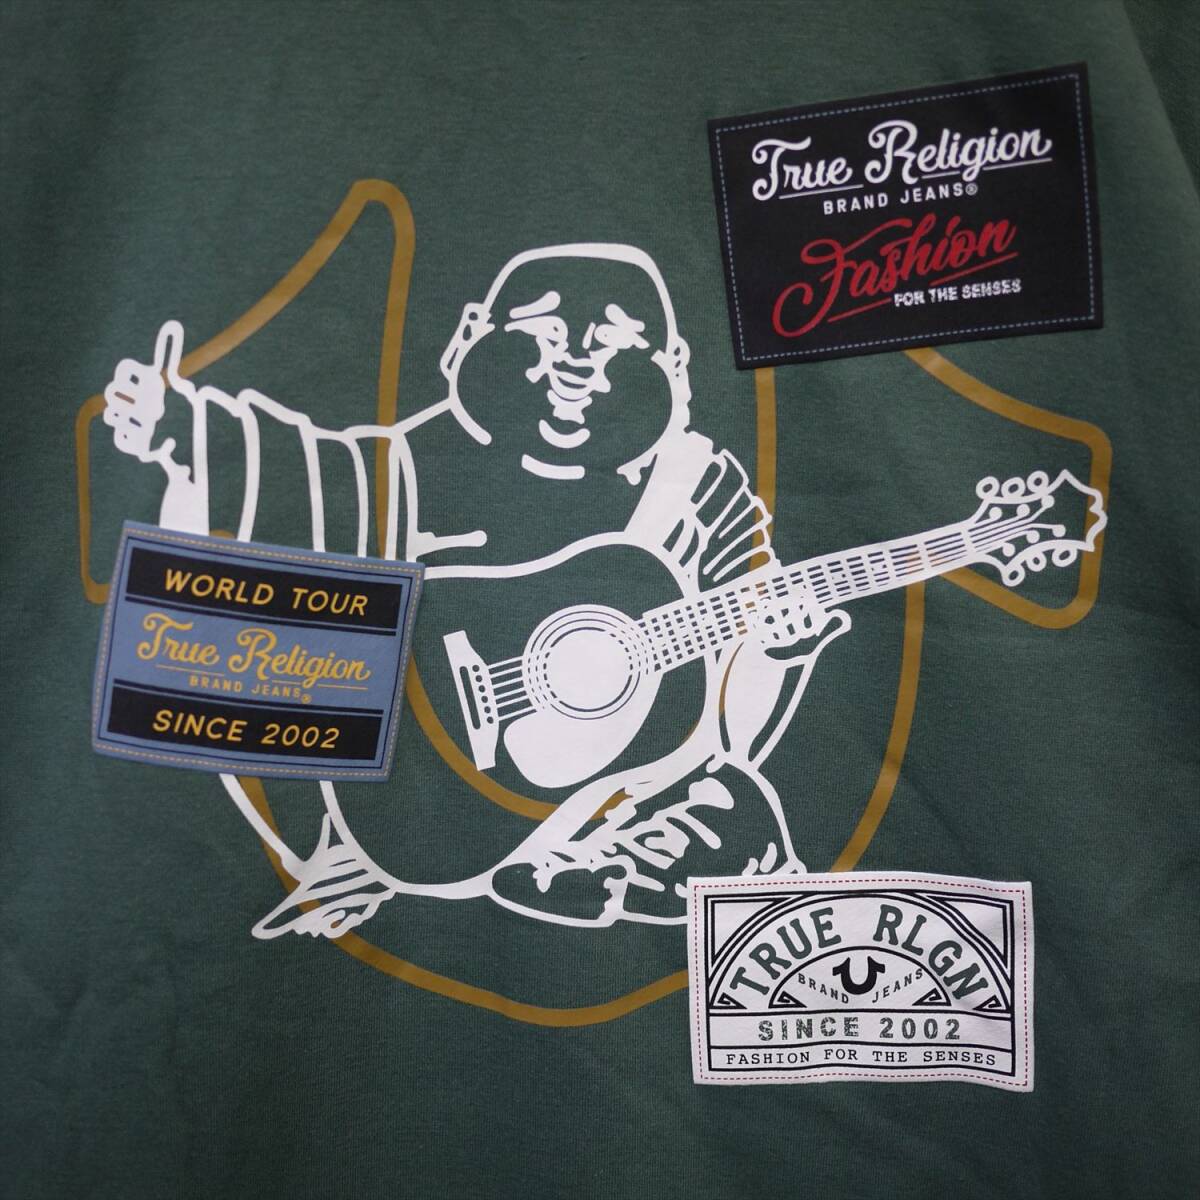 True Religion
BRAND JEANS®
Fashion
FOR THE SENSES
WORLD TOUR
True Religion
BRAND JEANS®
SINCE 2002
TRUE RLGN
BRAND JEANS
SINCE 2002
FASHION FOR THE SENSES